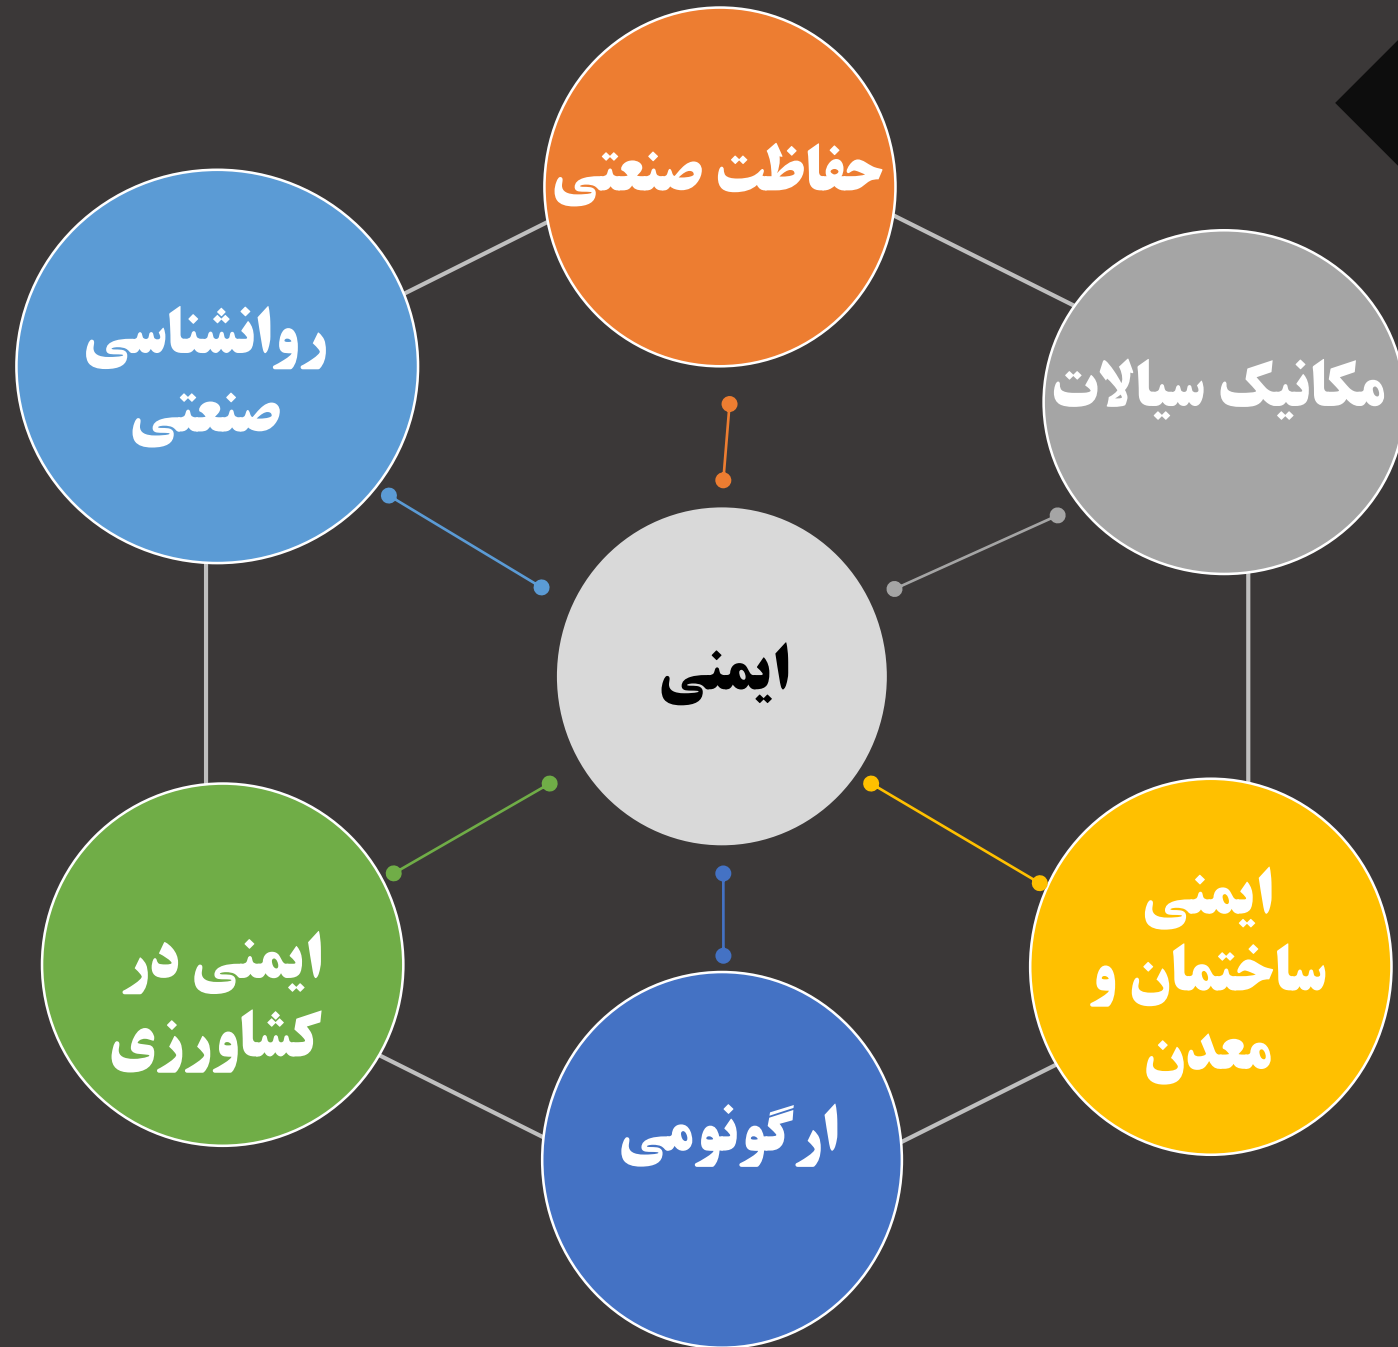 حفاظت صنعتی
روانشناسی
صنعتی
مکانیک سیالات
ایمنی
ایمنی در
کشاورزی
ایمنی
ساختمان و
معدن
ارگونومی